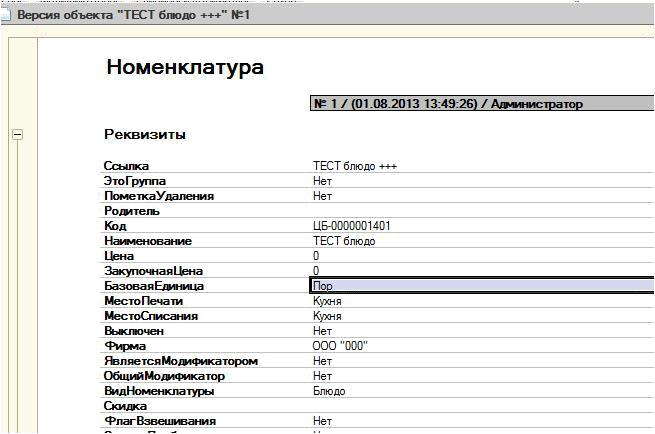 Версия объекта "ТЕСТ блюдо +++" №1
Номенклатура
№ 1 / (01.08.2013 13:49:26) / Администратор
Реквизиты
Ссылка ТЕСТ блюдо +++
ЭтоГруппа Нет
ПометкаУдаления Нет
Родитель
Код ЦБ-0000001401
Наименование ТЕСТ блюдо
Цена 0
ЗакупочнаяЦена 0
БазоваяЕдиница Пор
МестоПечати Кухня
МестоСписания Кухня
Выключен Нет
Фирма ООО "000"
ЯвляетсяМодификатором Нет
ОбщийМодификатор Нет
ВидНоменклатуры Блюдо
Скидка
ФлагВзвешивания Нет